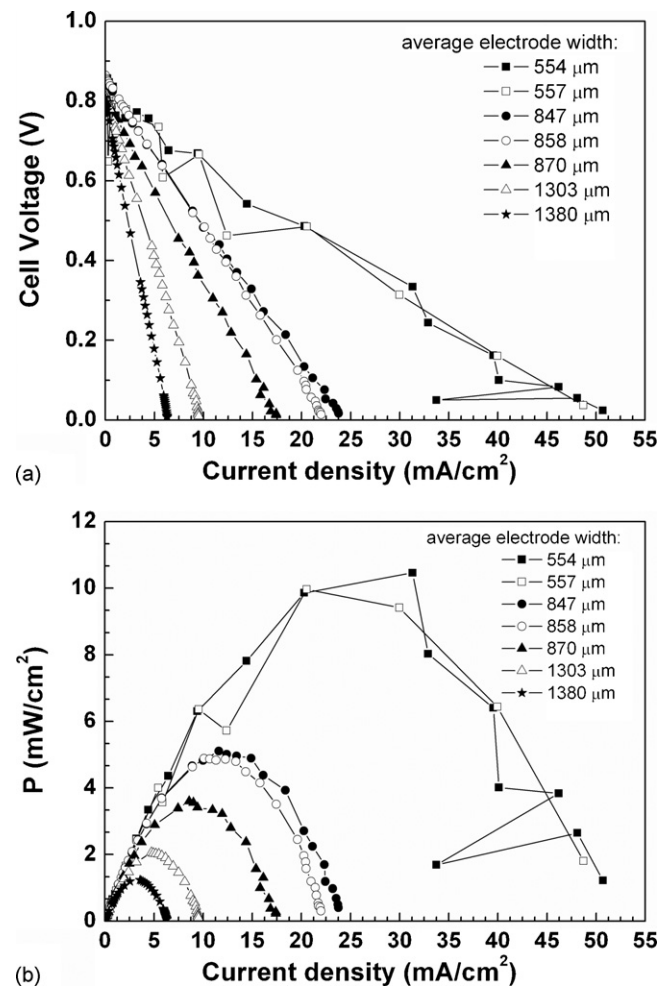 1.0
0.8
0.6
0.4
0.2
0.0
Cell Voltage (V)
average electrode width:
554 μm
557 μm
847 μm
858 μm
870 μm
1303 μm
1380 μm
0 5 10 15 20 25 30 35 40 45 50 55
Current density (mA/cm²)
(a)
12
10
8
6
4
2
0
P (mW/cm²)
average electrode width:
554 μm
557 μm
847 μm
858 μm
870 μm
1303 μm
1380 μm
0 5 10 15 20 25 30 35 40 45 50 55
Current density (mA/cm²)
(b)